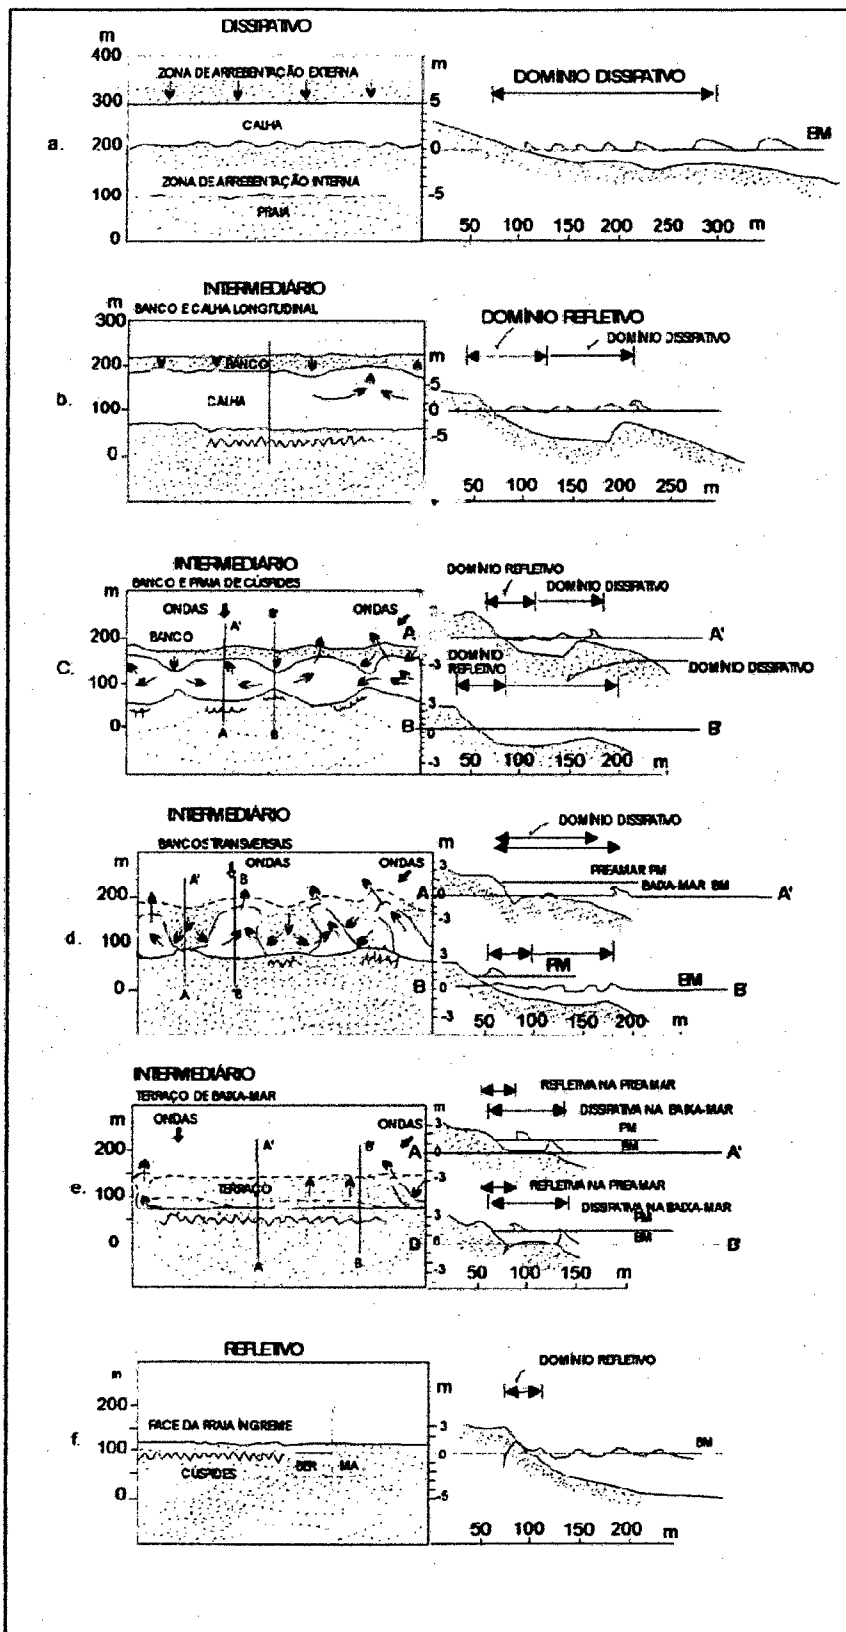 DISSIPATIVO
m
400
300
200
100
0
ZONA DE ARREBENTAÇÃO EXTERNA
CALHA
ZONA DE ARREBENTAÇÃO INTERNA
PRAIA
a.
m
5
0
-5
DOMÍNIO DISSIPATIVO
BM
50 100 150 200 250 300
m
INTERMEDIÁRIO
BANCO E CALHA LONGITUDINAL
m
300
200
100
0
BANCO
CALHA
b.
DOMÍNIO REFLETIVO
DOMÍNIO DISSIPATIVO
m
5
0
-5
50 100 150 200 250 m
INTERMEDIÁRIO
BANCO E PRAIA DE CÚSPIDES
m
200
100
0
ONDAS
A'
B'
ONDAS
BANCO
A
B
C.
DOMÍNIO REFLETIVO
DOMÍNIO DISSIPATIVO
A
3
-3
A'
DOMÍNIO
REFLETIVO
DOMÍNIO DISSIPATIVO
B
3
0
-3
B'
50 100 150 200 m
INTERMEDIÁRIO
BANCOS TRANSVERSAIS
m
200
100
0
A'
B
ONDAS
ONDAS
A
B
d.
DOMÍNIO DISSIPATIVO
m
3
0
-3
A
PREAMAR PM
BAIXA-MAR BM
A'
3
0
-3
B
PM
BM
B'
50 100 150 200 m
INTERMEDIÁRIO
TERRAÇO DE BAIXA-MAR
m
200
100
0
ONDAS
A'
B'
ONDAS
TERRAÇO
A
B
e.
REFLETIVA NA PREAMAR
DISSIPATIVA NA BAIXA-MAR
m
3
0
-3
A
PM
BM
A'
REFLETIVA NA PREAMAR
DISSIPATIVA NA BAIXA-MAR
3
-3
PM
BM
B'
50 100 150 m
REFLETIVO
m
200
100
0
FACE DA PRAIA ÍNGREME
CÚSPIDES
BER MA
f.
DOMÍNIO REFLETIVO
m
3
0
-5
BM
50 100 150 200 m